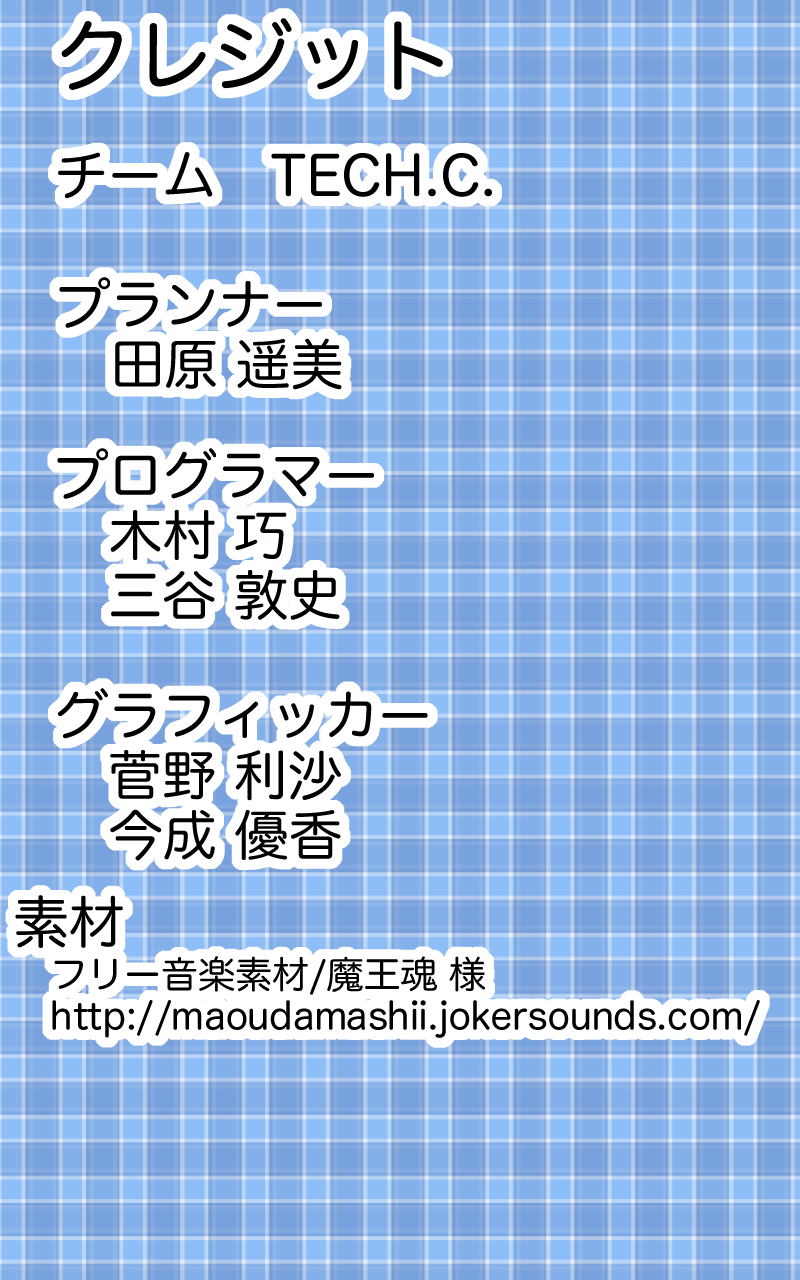 クレジット
チーム　TECH.C.
プランナー
田原 遥美
プログラマー
木村 巧
三谷 敦史
グラフィッカー
菅野 利沙
今成 優香
素材
フリー音楽素材/魔王魂 様
http://maoudamashii.jokersounds.com/